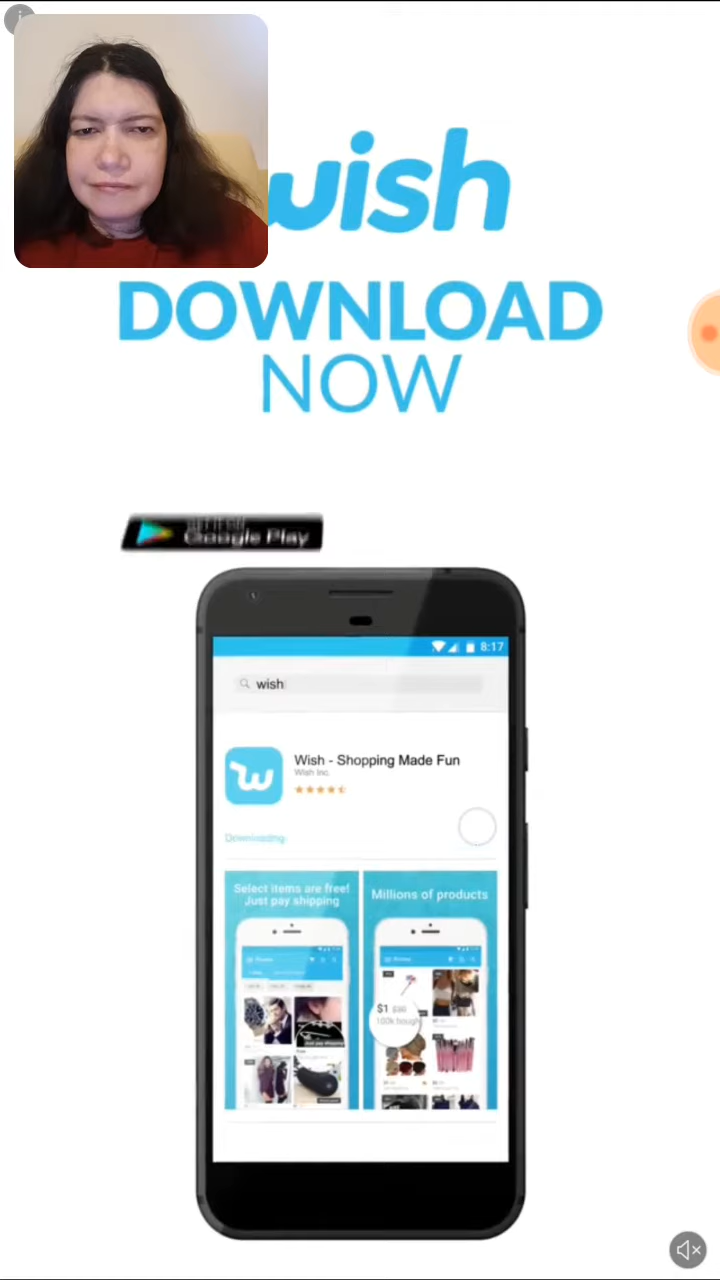 wish
DOWNLOAD
NOW
Google Play
8:17
wish
Wish - Shopping Made Fun
Wish Inc.
Downloading
Select items are free!
Just pay shipping
Millions of products
$1